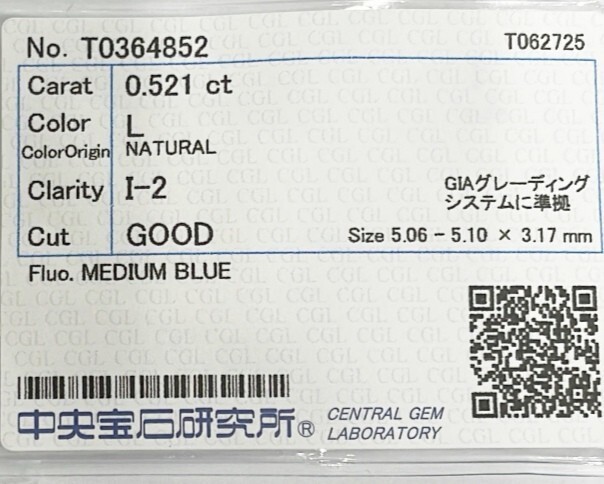 No. T0364852
T062725
Carat 0.521 ct
Color L
ColorOrigin NATURAL
Clarity I-2
GIAグレーディング
システムに準拠
Cut GOOD
Size 5.06 - 5.10 × 3.17 mm
Fluo. MEDIUM BLUE
中央宝石研究所® CENTRAL GEM
LABORATORY